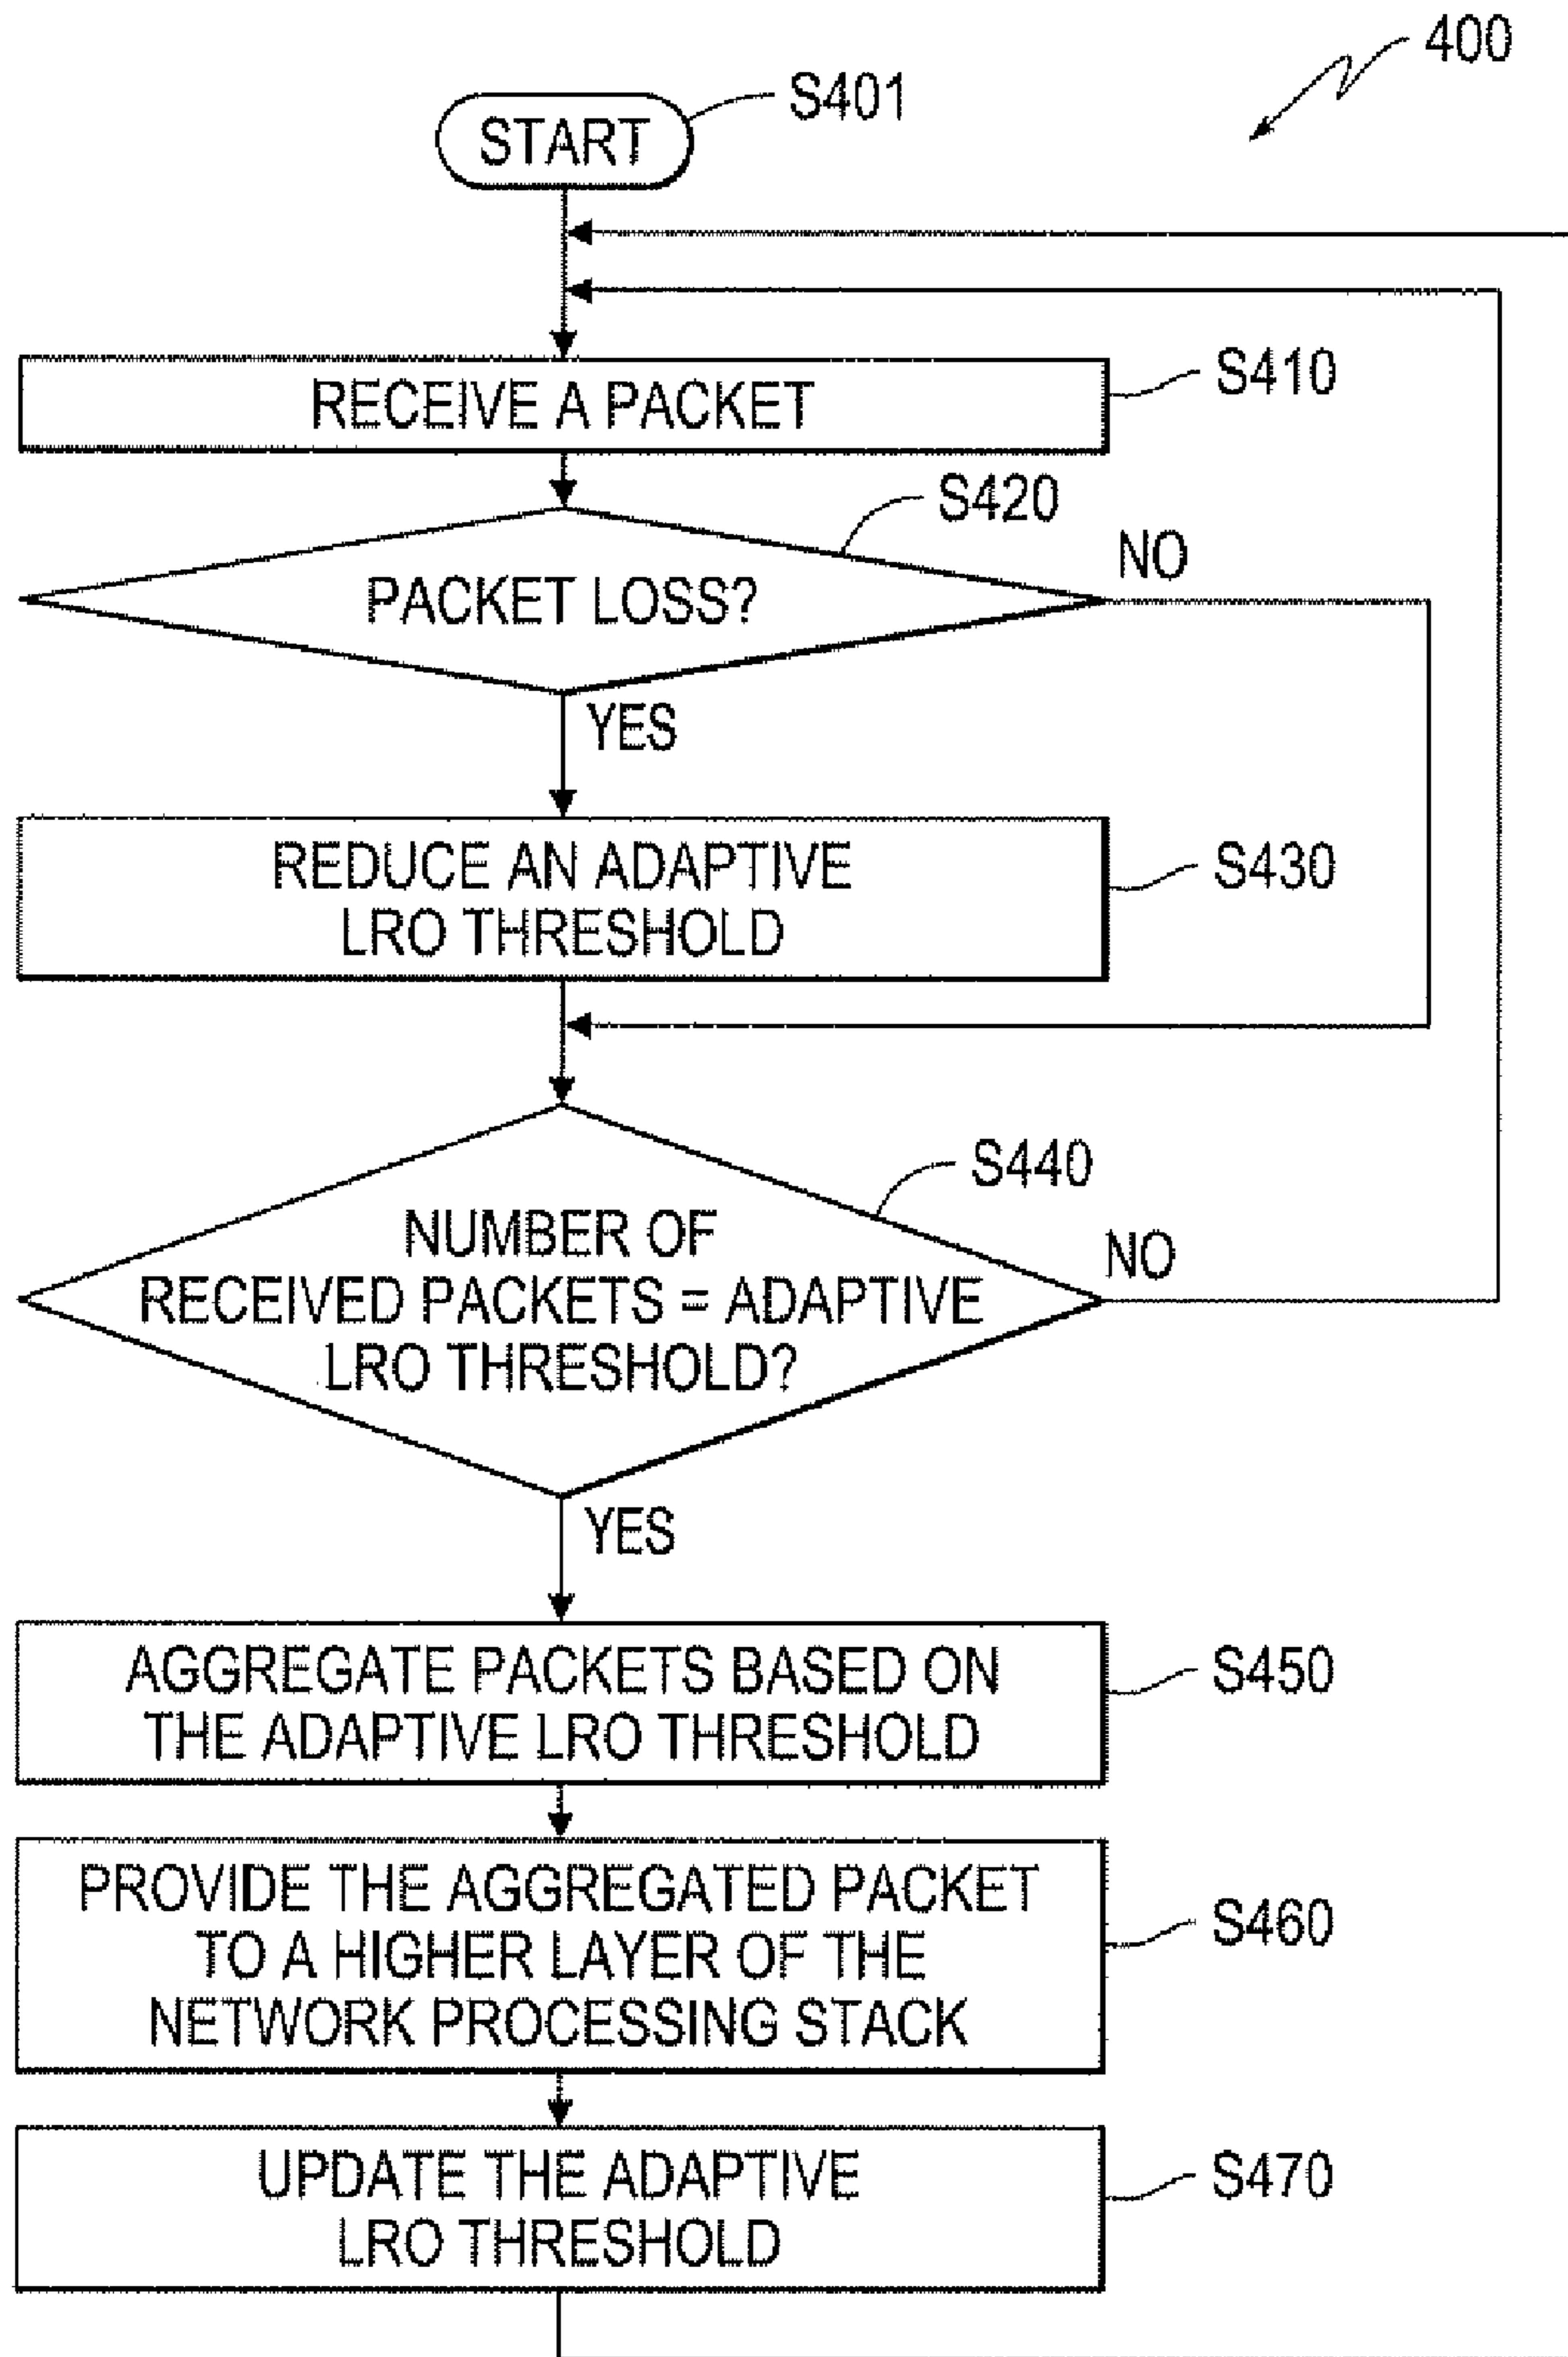 400
START
S401
RECEIVE A PACKET
S410
S420
PACKET LOSS?
NO
YES
REDUCE AN ADAPTIVE
LRO THRESHOLD
S430
S440
NUMBER OF
RECEIVED PACKETS = ADAPTIVE
LRO THRESHOLD?
NO
YES
AGGREGATE PACKETS BASED ON
THE ADAPTIVE LRO THRESHOLD
S450
PROVIDE THE AGGREGATED PACKET
TO A HIGHER LAYER OF THE
NETWORK PROCESSING STACK
S460
UPDATE THE ADAPTIVE
LRO THRESHOLD
S470